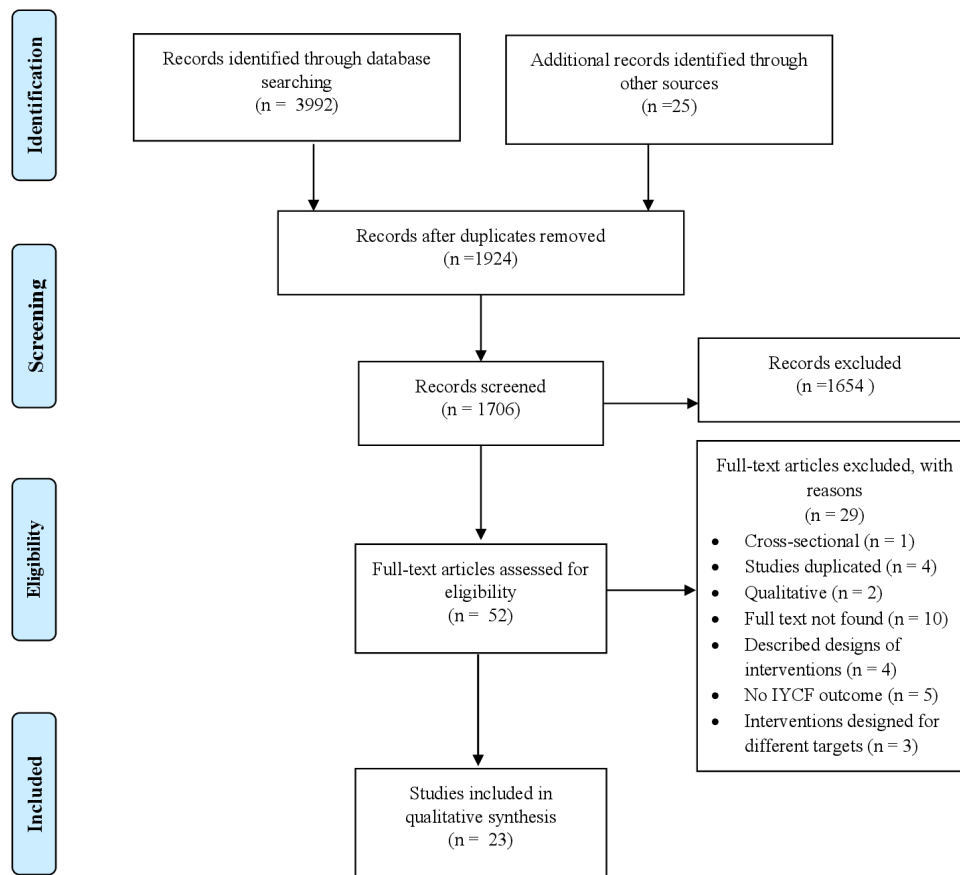 Identification
Records identified through database
searching
(n = 3992)
Additional records identified through
other sources
(n =25)
Screening
Records after duplicates removed
(n =1924)
Records screened
(n = 1706)
Records excluded
(n =1654 )
Eligibility
Full-text articles assessed for
eligibility
(n = 52)
Full-text articles excluded, with
reasons
(n = 29)
• Cross-sectional (n = 1)
• Studies duplicated (n = 4)
• Qualitative (n = 2)
• Full text not found (n = 10)
• Described designs of
interventions (n = 4)
• No IYCF outcome (n = 5)
• Interventions designed for
different targets (n = 3)
Included
Studies included in
qualitative synthesis
(n = 23)